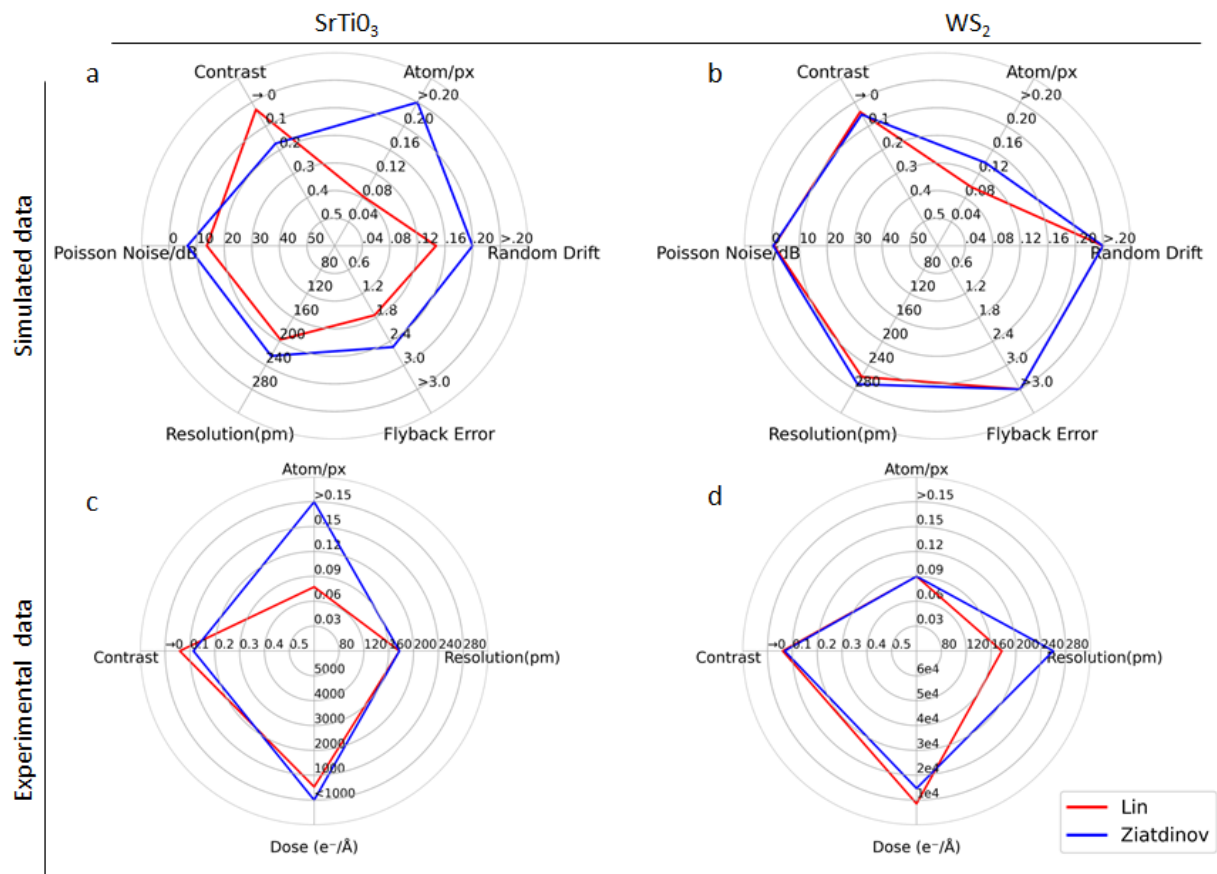 SrTi0₃
WS₂
Simulated data
Experimental data
a
Contrast
Atom/px
→ 0
0.1
0.2
0.3
0.4
0.5
>0.20
0.20
0.16
0.12
0.08
0.04
Poisson Noise/dB
0 10 20 30 40 50
.04 .08 .12 .16 .20 >.20
Random Drift
80
120
160
200
240
280
0.6
1.2
1.8
2.4
3.0
>3.0
Resolution(pm)
Flyback Error
b
Contrast
Atom/px
→ 0
0.1
0.2
0.3
0.4
0.5
>0.20
0.20
0.16
0.12
0.08
0.04
Poisson Noise/dB
0 10 20 30 40 50
.04 .08 .12 .16 .20 >.20
Random Drift
80
120
160
200
240
280
0.6
1.2
1.8
2.4
3.0
>3.0
Resolution(pm)
Flyback Error
c
Atom/px
>0.15
0.15
0.12
0.09
0.06
0.03
→0 0.1 0.2 0.3 0.4 0.5
80 120 160 200 240 280
Contrast
Resolution(pm)
5000
4000
3000
2000
1000
<1000
Dose (e⁻/Å)
d
Atom/px
>0.15
0.15
0.12
0.09
0.06
0.03
→0 0.1 0.2 0.3 0.4 0.5
80 120 160 200 240 280
Contrast
Resolution(pm)
6e4
5e4
4e4
3e4
2e4
1e4
Dose (e⁻/Å)
Lin
Ziatdinov